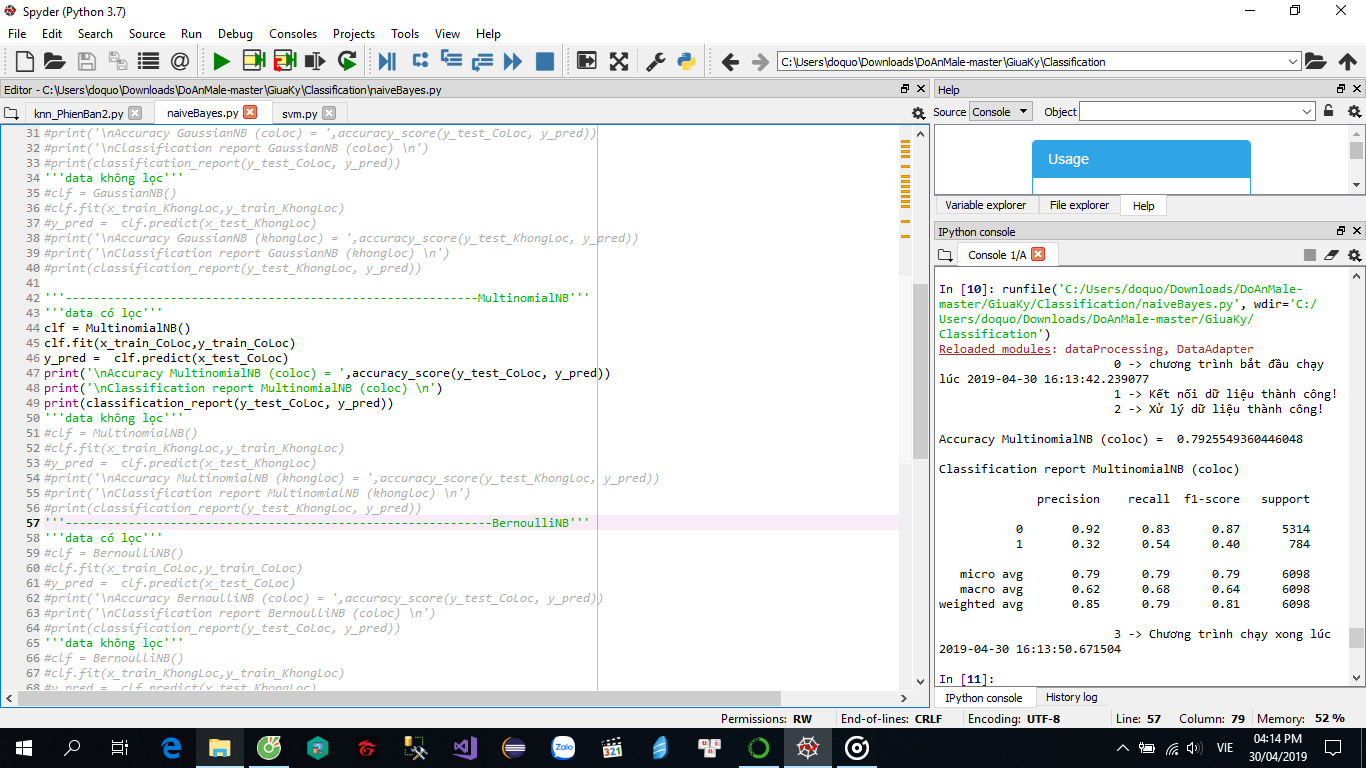 Spyder (Python 3.7)
File Edit Search Source Run Debug Consoles Projects Tools View Help
C:\Users\doquo\Downloads\DoAnMale-master\GiuaKy\Classification
Editor - C:\Users\doquo\Downloads\DoAnMale-master\GiuaKy\Classification\naiveBayes.py
knn_PhienBan2.py naiveBayes.py svm.py
31 #print('\nAccuracy GaussianNB (coloc) = ',accuracy_score(y_test_CoLoc, y_pred))
32 #print('\nClassification report GaussianNB (coloc) \n')
33 #print(classification_report(y_test_CoLoc, y_pred))
34 '''data không lọc'''
35 #clf = GaussianNB()
36 #clf.fit(x_train_KhongLoc,y_train_KhongLoc)
37 #y_pred =  clf.predict(x_test_KhongLoc)
38 #print('\nAccuracy GaussianNB (khongloc) = ',accuracy_score(y_test_KhongLoc, y_pred))
39 #print('\nClassification report GaussianNB (khongloc) \n')
40 #print(classification_report(y_test_KhongLoc, y_pred))
41
42 '''-----------------------------------------------------------MultinomialNB'''
43 '''data có lọc'''
44 clf = MultinomialNB()
45 clf.fit(x_train_CoLoc,y_train_CoLoc)
46 y_pred =  clf.predict(x_test_CoLoc)
47 print('\nAccuracy MultinomialNB (coloc) = ',accuracy_score(y_test_CoLoc, y_pred))
48 print('\nClassification report MultinomialNB (coloc) \n')
49 print(classification_report(y_test_CoLoc, y_pred))
50 '''data không lọc'''
51 #clf = MultinomialNB()
52 #clf.fit(x_train_KhongLoc,y_train_KhongLoc)
53 #y_pred =  clf.predict(x_test_KhongLoc)
54 #print('\nAccuracy MultinomialNB (khongloc) = ',accuracy_score(y_test_KhongLoc, y_pred))
55 #print('\nClassification report MultinomialNB (khongloc) \n')
56 #print(classification_report(y_test_KhongLoc, y_pred))
57 '''-------------------------------------------------------------BernoulliNB'''
58 '''data có lọc'''
59 #clf = BernoulliNB()
60 #clf.fit(x_train_CoLoc,y_train_CoLoc)
61 #y_pred =  clf.predict(x_test_CoLoc)
62 #print('\nAccuracy BernoulliNB (coloc) = ',accuracy_score(y_test_CoLoc, y_pred))
63 #print('\nClassification report BernoulliNB (coloc) \n')
64 #print(classification_report(y_test_CoLoc, y_pred))
65 '''data không lọc'''
66 #clf = BernoulliNB()
67 #clf.fit(x_train_KhongLoc,y_train_KhongLoc)
68 #y_pred =  clf.predict(x_test_KhongLoc)
Help
Source Console Object
Usage
Variable explorer File explorer Help
IPython console
Console 1/A
In [10]: runfile('C:/Users/doquo/Downloads/DoAnMale-
master/GiuaKy/Classification/naiveBayes.py', wdir='C:/
Users/doquo/Downloads/DoAnMale-master/GiuaKy/
Classification')
Reloaded modules: dataProcessing, DataAdapter
0 -> chương trình bắt đầu chạy
lúc 2019-04-30 16:13:42.239077
1 -> Kết nối dữ liệu thành công!
2 -> Xử lý dữ liệu thành công!
Accuracy MultinomialNB (coloc) =  0.7925549360446048
Classification report MultinomialNB (coloc)
precision recall f1-score support
0 0.92 0.83 0.87 5314
1 0.32 0.54 0.40 784
micro avg 0.79 0.79 0.79 6098
macro avg 0.62 0.68 0.64 6098
weighted avg 0.85 0.79 0.81 6098
3 -> Chương trình chạy xong lúc
2019-04-30 16:13:50.671504
In [11]:
IPython console History log
Permissions: RW End-of-lines: CRLF Encoding: UTF-8 Line: 57 Column: 79 Memory: 52 %
Zalo
321
VIE
04:14 PM
30/04/2019